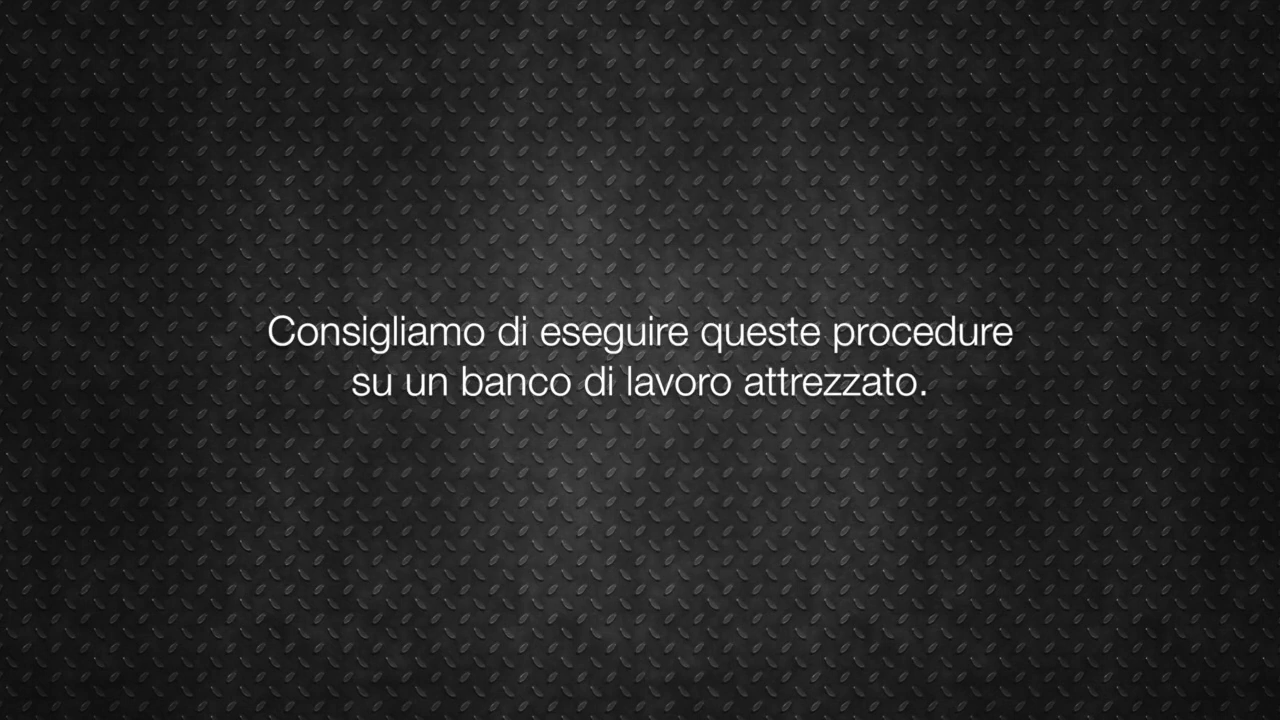 Consigliamo di eseguire queste procedure
su un banco di lavoro attrezzato.